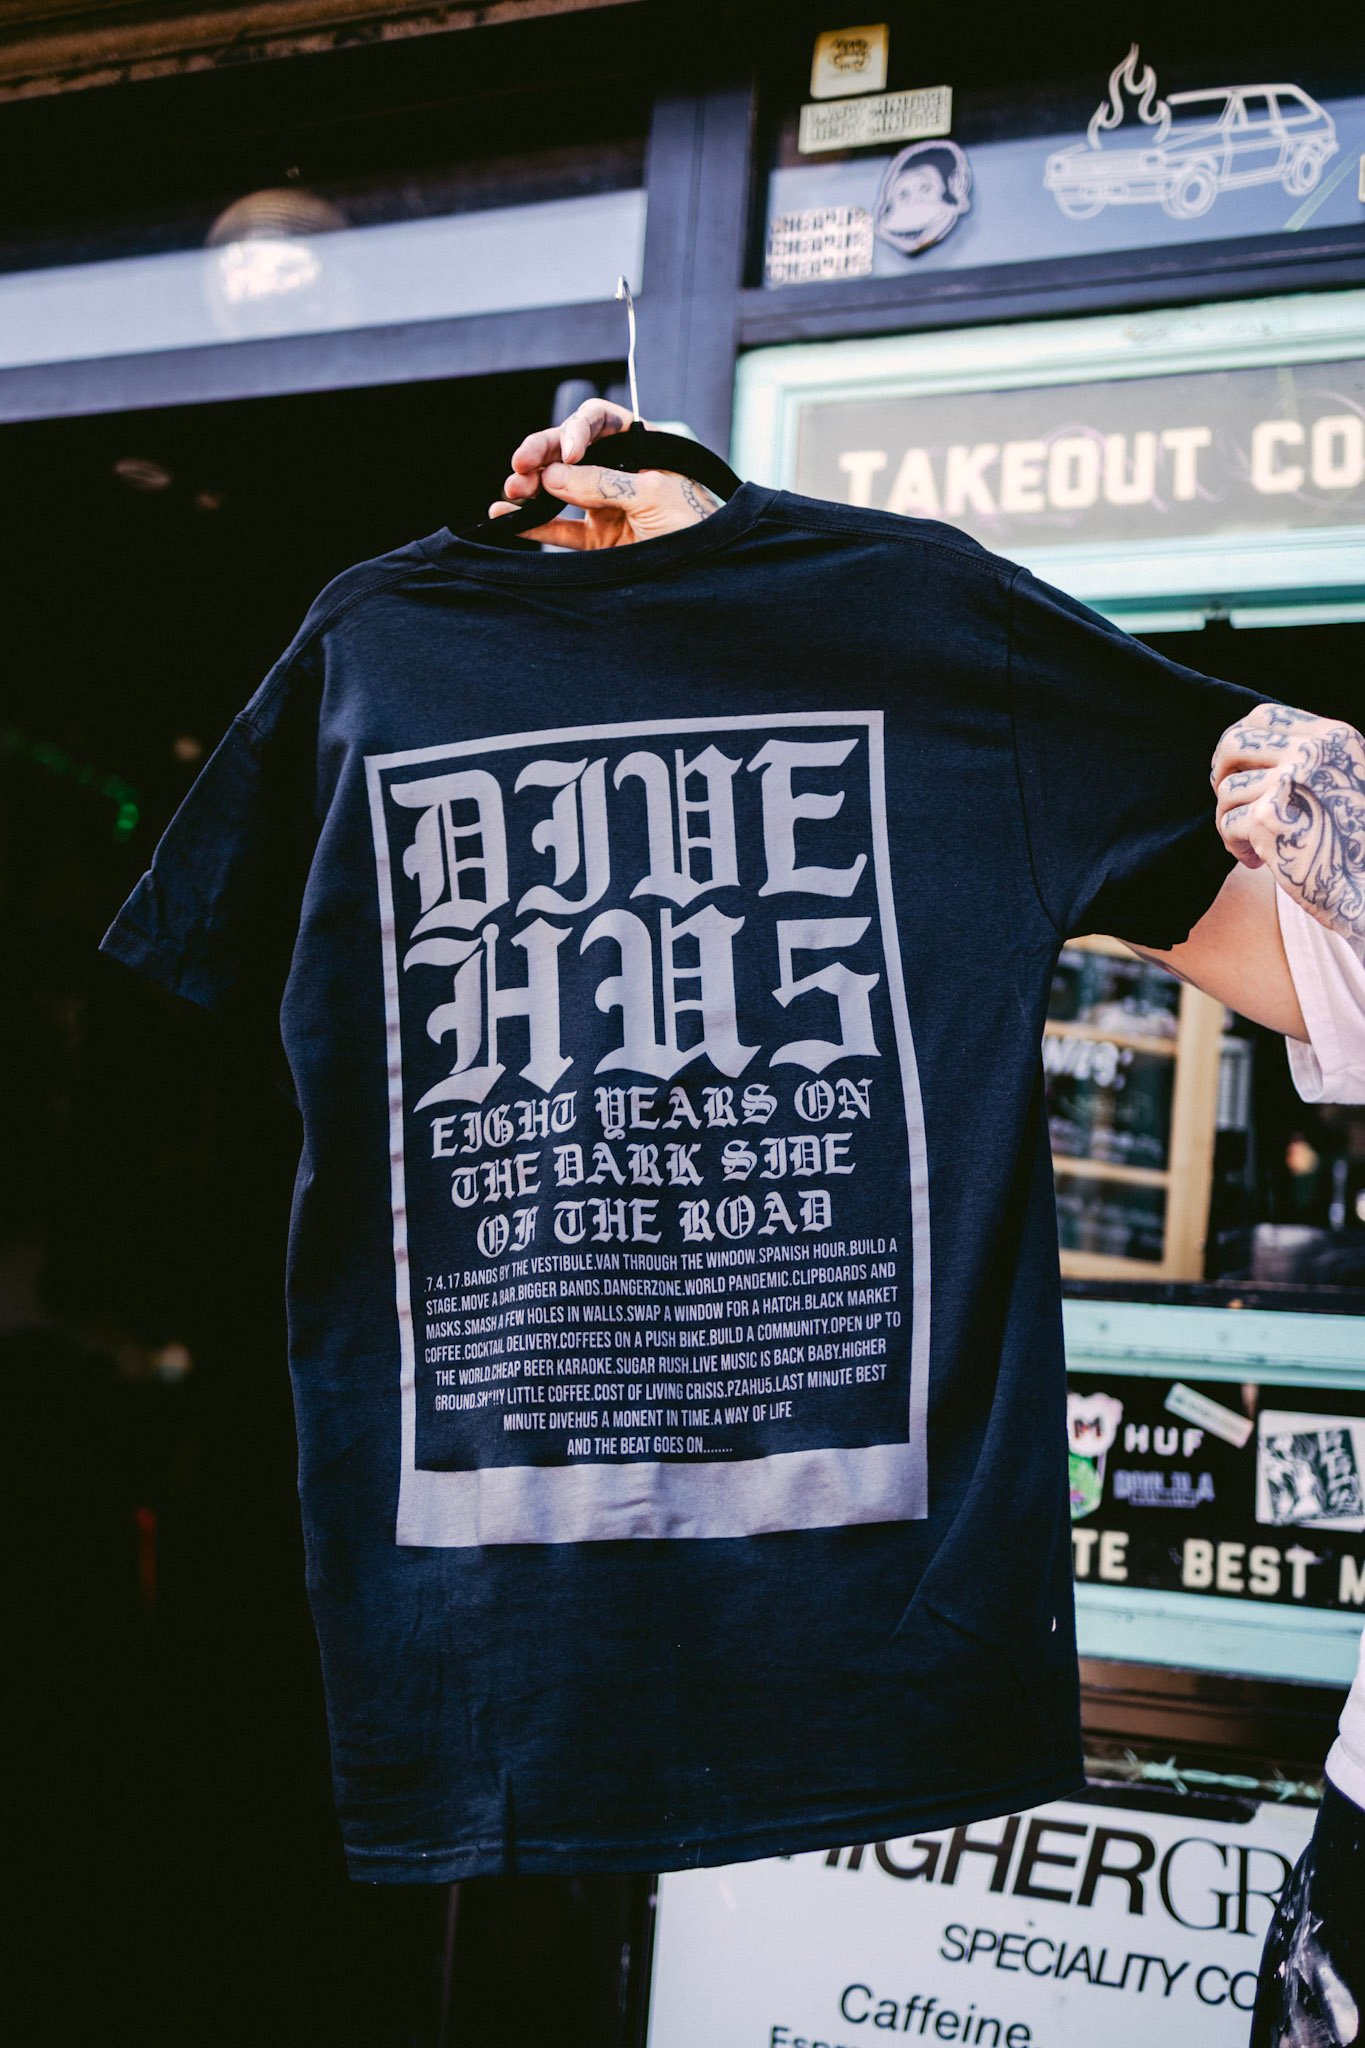 LAST MINUTE
BEST MINUTE
TAKEOUT CO
DIVE
HU5
EIGHT YEARS ON
THE DARK SIDE
OF THE ROAD
.7.4.17.BANDS BY THE VESTIBULE.VAN THROUGH THE WINDOW.SPANISH HOUR.BUILD A
STAGE.MOVE A BAR.BIGGER BANDS.DANGERZONE.WORLD PANDEMIC.CLIPBOARDS AND
MASKS.SMASH A FEW HOLES IN WALLS.SWAP A WINDOW FOR A HATCH.BLACK MARKET
COFFEE.COCKTAIL DELIVERY.COFFEES ON A PUSH BIKE.BUILD A COMMUNITY.OPEN UP TO
THE WORLD.CHEAP BEER KARAOKE.SUGAR RUSH.LIVE MUSIC IS BACK BABY.HIGHER
GROUND.SH*!!Y LITTLE COFFEE.COST OF LIVING CRISIS.PZAHU5.LAST MINUTE BEST
MINUTE DIVEHU5 A MONENT IN TIME.A WAY OF LIFE
AND THE BEAT GOES ON........
HUF
TE BEST M
HIGHERGR
SPECIALITY CO
Caffeine.
Espr